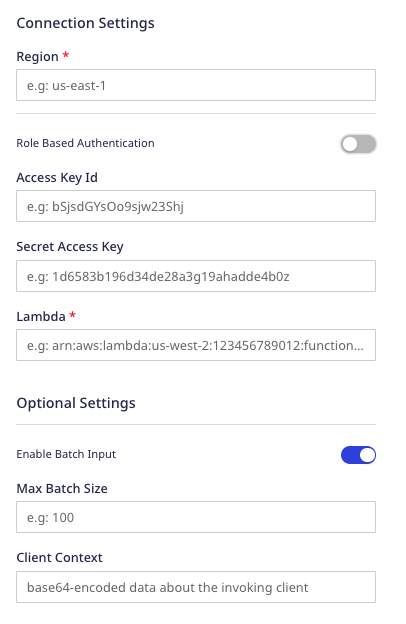 Connection Settings
Region *
e.g: us-east-1
Role Based Authentication
Access Key Id
e.g: bSjsdGYsOo9sjw23Shj
Secret Access Key
e.g: 1d6583b196d34de28a3g19ahadde4b0z
Lambda *
e.g: arn:aws:lambda:us-west-2:123456789012:function...
Optional Settings
Enable Batch Input
Max Batch Size
e.g: 100
Client Context
base64-encoded data about the invoking client